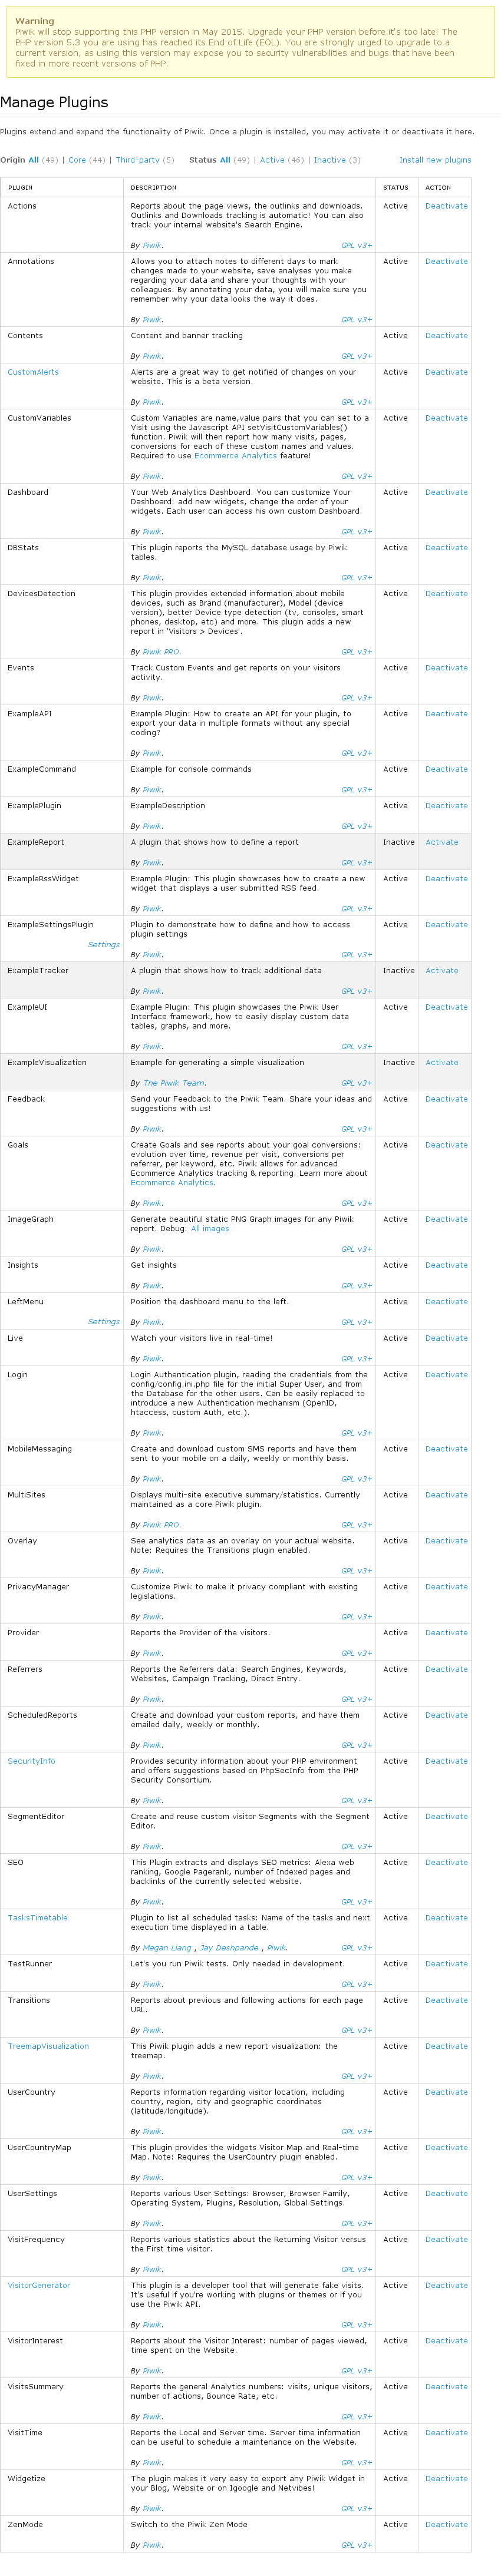 Warning
Piwik will stop supporting this PHP version in May 2015. Upgrade your PHP version before it's too late! The
PHP version 5.3 you are using has reached its End of Life (EOL). You are strongly urged to upgrade to a
current version, as using this version may expose you to security vulnerabilities and bugs that have been
fixed in more recent versions of PHP.
Manage Plugins
Plugins extend and expand the functionality of Piwik. Once a plugin is installed, you may activate it or deactivate it here.
Origin All (49) | Core (44) | Third-party (5) Status All (49) | Active (46) | Inactive (3) Install new plugins
PLUGIN DESCRIPTION STATUS ACTION
Actions Reports about the page views, the outlinks and downloads. Active Deactivate
Outlinks and Downloads tracking is automatic! You can also
track your internal website's Search Engine.
By Piwik. GPL v3+
Annotations Allows you to attach notes to different days to mark Active Deactivate
changes made to your website, save analyses you make
regarding your data and share your thoughts with your
colleagues. By annotating your data, you will make sure you
remember why your data looks the way it does.
By Piwik. GPL v3+
Contents Content and banner tracking Active Deactivate
By Piwik. GPL v3+
CustomAlerts Alerts are a great way to get notified of changes on your Active Deactivate
website. This is a beta version.
By Piwik. GPL v3+
CustomVariables Custom Variables are name,value pairs that you can set to a Active Deactivate
Visit using the Javascript API setVisitCustomVariables()
function. Piwik will then report how many visits, pages,
conversions for each of these custom names and values.
Required to use Ecommerce Analytics feature!
By Piwik. GPL v3+
Dashboard Your Web Analytics Dashboard. You can customize Your Active Deactivate
Dashboard: add new widgets, change the order of your
widgets. Each user can access his own custom Dashboard.
By Piwik. GPL v3+
DBStats This plugin reports the MySQL database usage by Piwik Active Deactivate
tables.
By Piwik. GPL v3+
DevicesDetection This plugin provides extended information about mobile Active Deactivate
devices, such as Brand (manufacturer), Model (device
version), better Device type detection (tv, consoles, smart
phones, desktop, etc) and more. This plugin adds a new
report in 'Visitors > Devices'.
By Piwik PRO. GPL v3+
Events Track Custom Events and get reports on your visitors Active Deactivate
activity.
By Piwik. GPL v3+
ExampleAPI Example Plugin: How to create an API for your plugin, to Active Deactivate
export your data in multiple formats without any special
coding?
By Piwik. GPL v3+
ExampleCommand Example for console commands Active Deactivate
By Piwik. GPL v3+
ExamplePlugin ExampleDescription Active Deactivate
By Piwik. GPL v3+
ExampleReport A plugin that shows how to define a report Inactive Activate
By Piwik. GPL v3+
ExampleRssWidget Example Plugin: This plugin showcases how to create a new Active Deactivate
widget that displays a user submitted RSS feed.
By Piwik. GPL v3+
ExampleSettingsPlugin Plugin to demonstrate how to define and how to access Active Deactivate
plugin settings
Settings
By Piwik. GPL v3+
ExampleTracker A plugin that shows how to track additional data Inactive Activate
By Piwik. GPL v3+
ExampleUI Example Plugin: This plugin showcases the Piwik User Active Deactivate
Interface framework, how to easily display custom data
tables, graphs, and more.
By Piwik. GPL v3+
ExampleVisualization Example for generating a simple visualization Inactive Activate
By The Piwik Team. GPL v3+
Feedback Send your Feedback to the Piwik Team. Share your ideas and Active Deactivate
suggestions with us!
By Piwik. GPL v3+
Goals Create Goals and see reports about your goal conversions: Active Deactivate
evolution over time, revenue per visit, conversions per
referrer, per keyword, etc. Piwik allows for advanced
Ecommerce Analytics tracking & reporting. Learn more about
Ecommerce Analytics.
By Piwik. GPL v3+
ImageGraph Generate beautiful static PNG Graph images for any Piwik Active Deactivate
report. Debug: All images
By Piwik. GPL v3+
Insights Get insights Active Deactivate
By Piwik. GPL v3+
LeftMenu Position the dashboard menu to the left. Active Deactivate
Settings By Piwik. GPL v3+
Live Watch your visitors live in real-time! Active Deactivate
By Piwik. GPL v3+
Login Login Authentication plugin, reading the credentials from the Active Deactivate
config/config.ini.php file for the initial Super User, and from
the Database for the other users. Can be easily replaced to
introduce a new Authentication mechanism (OpenID,
htaccess, custom Auth, etc.).
By Piwik. GPL v3+
MobileMessaging Create and download custom SMS reports and have them Active Deactivate
sent to your mobile on a daily, weekly or monthly basis.
By Piwik. GPL v3+
MultiSites Displays multi-site executive summary/statistics. Currently Active Deactivate
maintained as a core Piwik plugin.
By Piwik PRO. GPL v3+
Overlay See analytics data as an overlay on your actual website. Active Deactivate
Note: Requires the Transitions plugin enabled.
By Piwik. GPL v3+
PrivacyManager Customize Piwik to make it privacy compliant with existing Active Deactivate
legislations.
By Piwik. GPL v3+
Provider Reports the Provider of the visitors. Active Deactivate
By Piwik. GPL v3+
Referrers Reports the Referrers data: Search Engines, Keywords, Active Deactivate
Websites, Campaign Tracking, Direct Entry.
By Piwik. GPL v3+
ScheduledReports Create and download your custom reports, and have them Active Deactivate
emailed daily, weekly or monthly.
By Piwik. GPL v3+
SecurityInfo Provides security information about your PHP environment Active Deactivate
and offers suggestions based on PhpSecInfo from the PHP
Security Consortium.
By Piwik. GPL v3+
SegmentEditor Create and reuse custom visitor Segments with the Segment Active Deactivate
Editor.
By Piwik. GPL v3+
SEO This Plugin extracts and displays SEO metrics: Alexa web Active Deactivate
ranking, Google Pagerank, number of Indexed pages and
backlinks of the currently selected website.
By Piwik. GPL v3+
TasksTimetable Plugin to list all scheduled tasks: Name of the tasks and next Active Deactivate
execution time displayed in a table.
By Megan Liang , Jay Deshpande , Piwik. GPL v3+
TestRunner Let's you run Piwik tests. Only needed in development. Active Deactivate
By Piwik. GPL v3+
Transitions Reports about previous and following actions for each page Active Deactivate
URL.
By Piwik. GPL v3+
TreemapVisualization This Piwik plugin adds a new report visualization: the Active Deactivate
treemap.
By Piwik. GPL v3+
UserCountry Reports information regarding visitor location, including Active Deactivate
country, region, city and geographic coordinates
(latitude/longitude).
By Piwik. GPL v3+
UserCountryMap This plugin provides the widgets Visitor Map and Real-time Active Deactivate
Map. Note: Requires the UserCountry plugin enabled.
By Piwik. GPL v3+
UserSettings Reports various User Settings: Browser, Browser Family, Active Deactivate
Operating System, Plugins, Resolution, Global Settings.
By Piwik. GPL v3+
VisitFrequency Reports various statistics about the Returning Visitor versus Active Deactivate
the First time visitor.
By Piwik. GPL v3+
VisitorGenerator This plugin is a developer tool that will generate fake visits. Active Deactivate
It's useful if you're working with plugins or themes or if you
use the Piwik API.
By Piwik. GPL v3+
VisitorInterest Reports about the Visitor Interest: number of pages viewed, Active Deactivate
time spent on the Website.
By Piwik. GPL v3+
VisitsSummary Reports the general Analytics numbers: visits, unique visitors, Active Deactivate
number of actions, Bounce Rate, etc.
By Piwik. GPL v3+
VisitTime Reports the Local and Server time. Server time information Active Deactivate
can be useful to schedule a maintenance on the Website.
By Piwik. GPL v3+
Widgetize The plugin makes it very easy to export any Piwik Widget in Active Deactivate
your Blog, Website or on Igoogle and Netvibes!
By Piwik. GPL v3+
ZenMode Switch to the Piwik Zen Mode Active Deactivate
By Piwik. GPL v3+